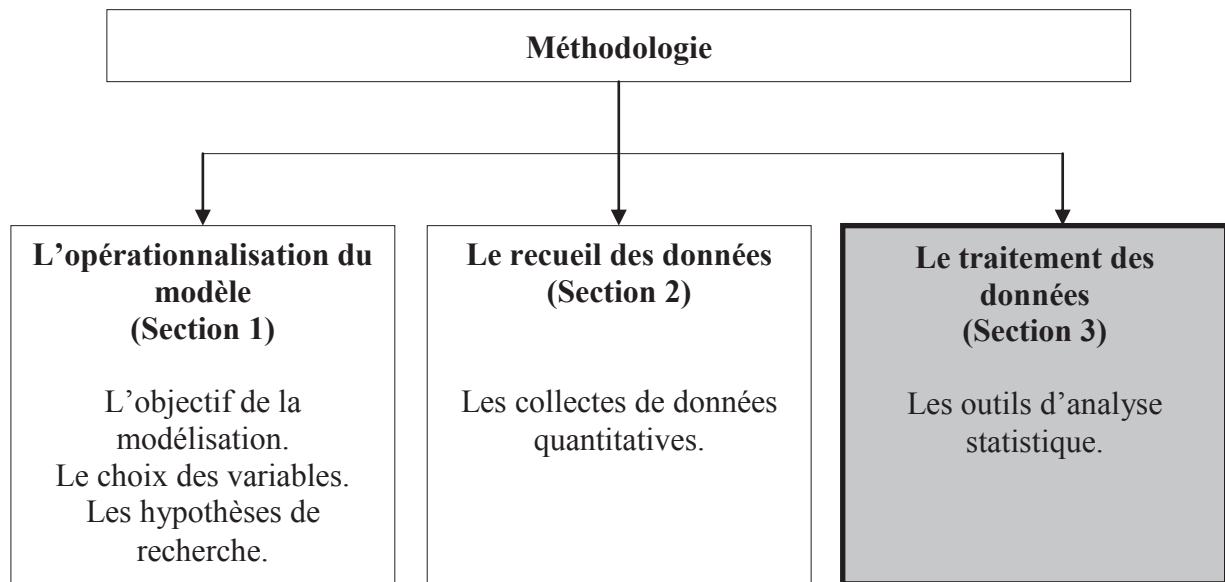 Méthodologie
L’opérationnalisation du
modèle
(Section 1)
L’objectif de la
modélisation.
Le choix des variables.
Les hypothèses de
recherche.
Le recueil des données
(Section 2)
Les collectes de données
quantitatives.
Le traitement des
données
(Section 3)
Les outils d’analyse
statistique.